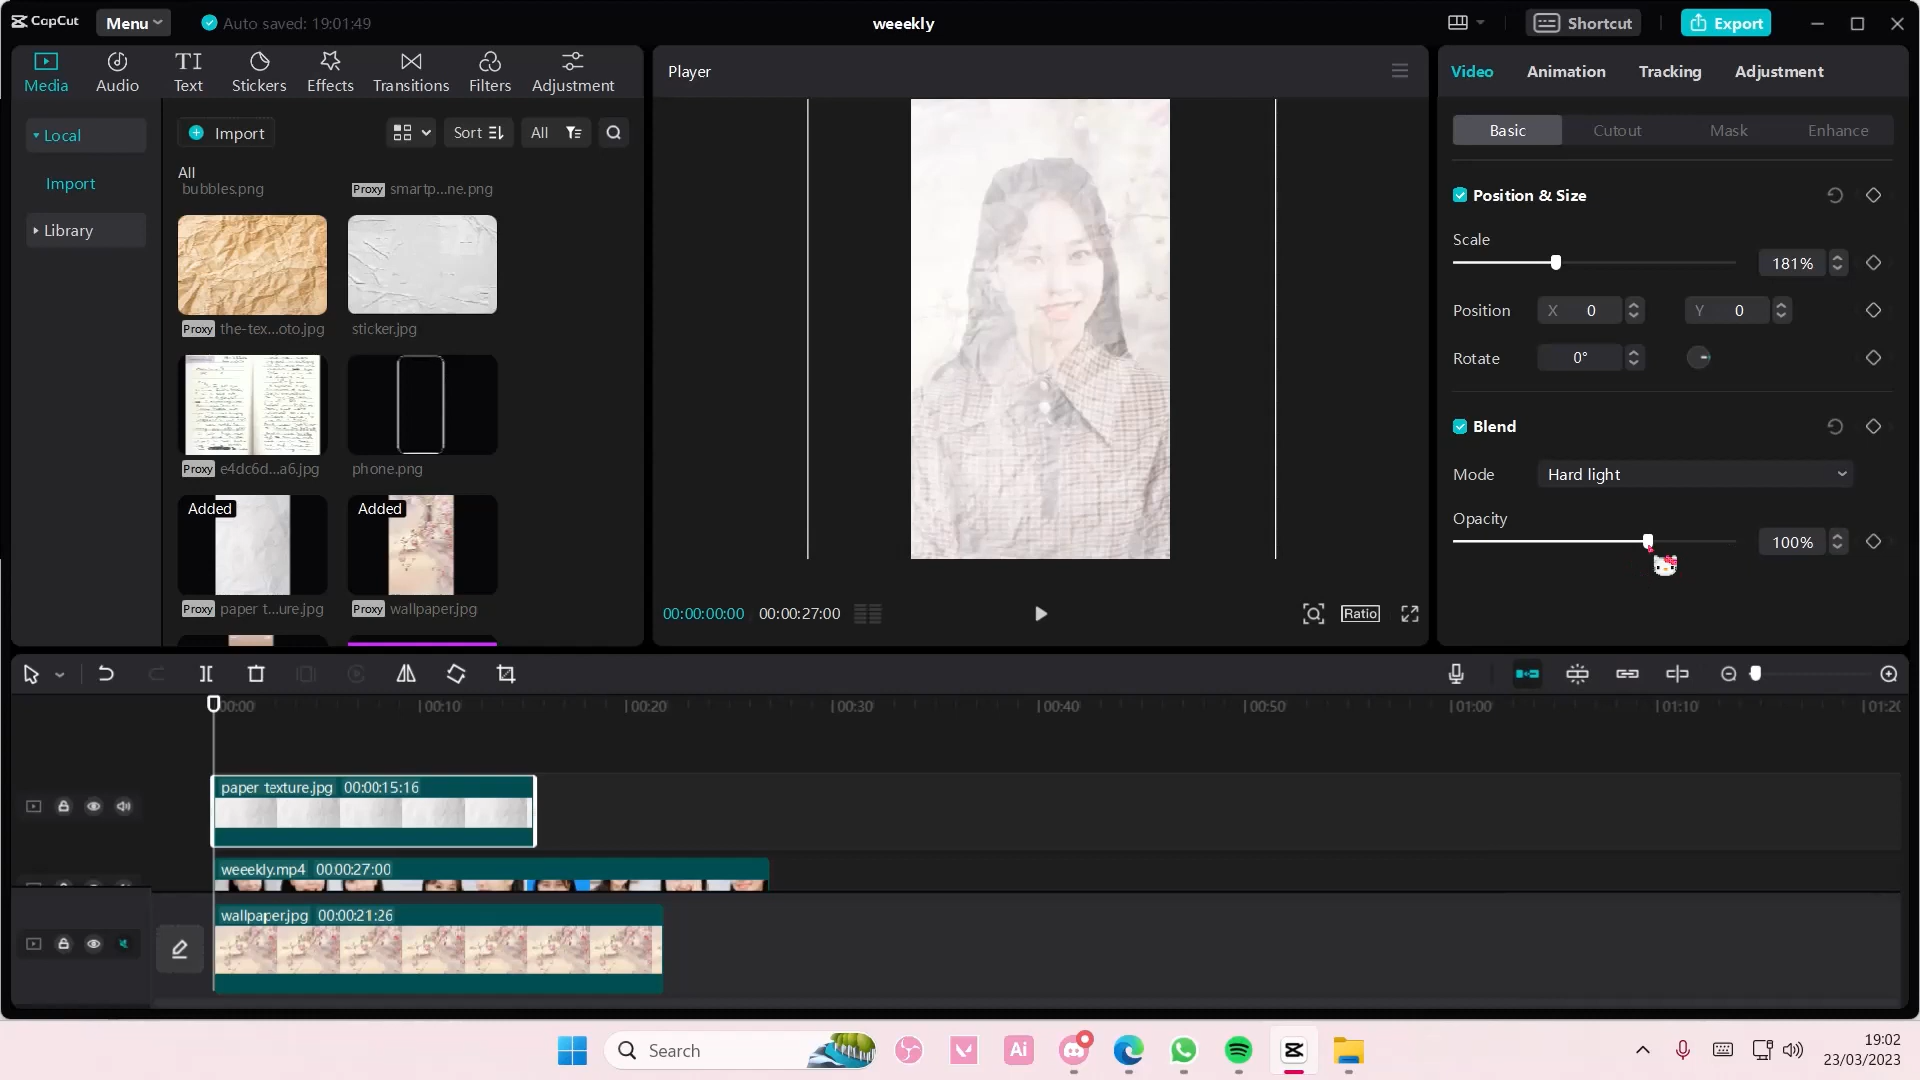 CapCut
Menu
Auto saved: 19:01:49
weeekly
Shortcut
Export
Media
Audio
TI
Text
Stickers
Effects
Transitions
Filters
Adjustment
Local
Import
Library
Import
Sort
All
All
bubbles.png
Proxy smartp...ne.png
Proxy the-tex...oto.jpg
sticker.jpg
Proxy e4dc6d...a6.jpg
phone.png
Added
Added
Proxy paper t...ure.jpg
Proxy wallpaper.jpg
Player
00:00:00:00 00:00:27:00
Ratio
Video
Animation
Tracking
Adjustment
Basic
Cutout
Mask
Enhance
Position & Size
Scale
181%
Position X 0 Y 0
Rotate 0°
Blend
Mode Hard light
Opacity
100%
00:00 00:10 00:20 00:30 00:40 00:50 01:00 01:10 01:20
paper texture.jpg 00:00:15:16
weeekly.mp4 00:00:27:00
wallpaper.jpg 00:00:21:26
Search
Ai
19:02
23/03/2023